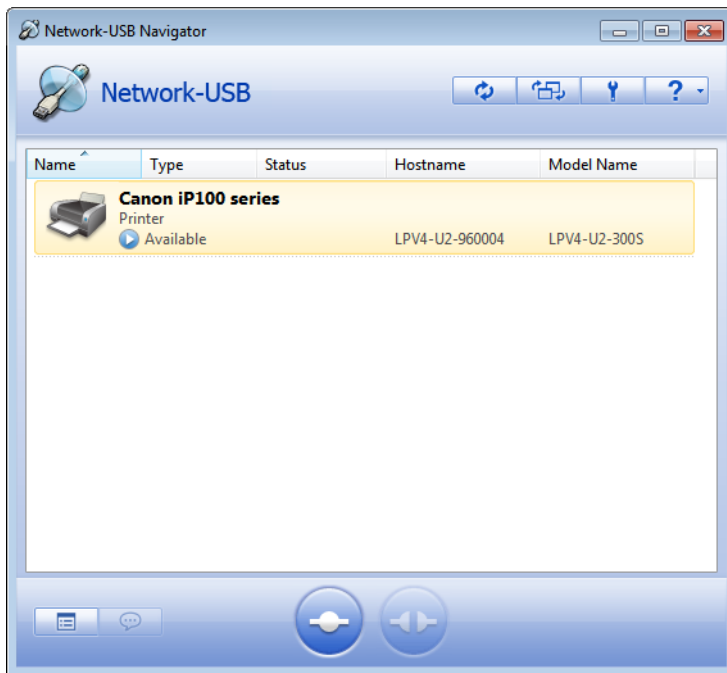 Network-USB Navigator
Network-USB
?
Name Type Status Hostname Model Name
Canon iP100 series
Printer
Available LPV4-U2-960004 LPV4-U2-300S